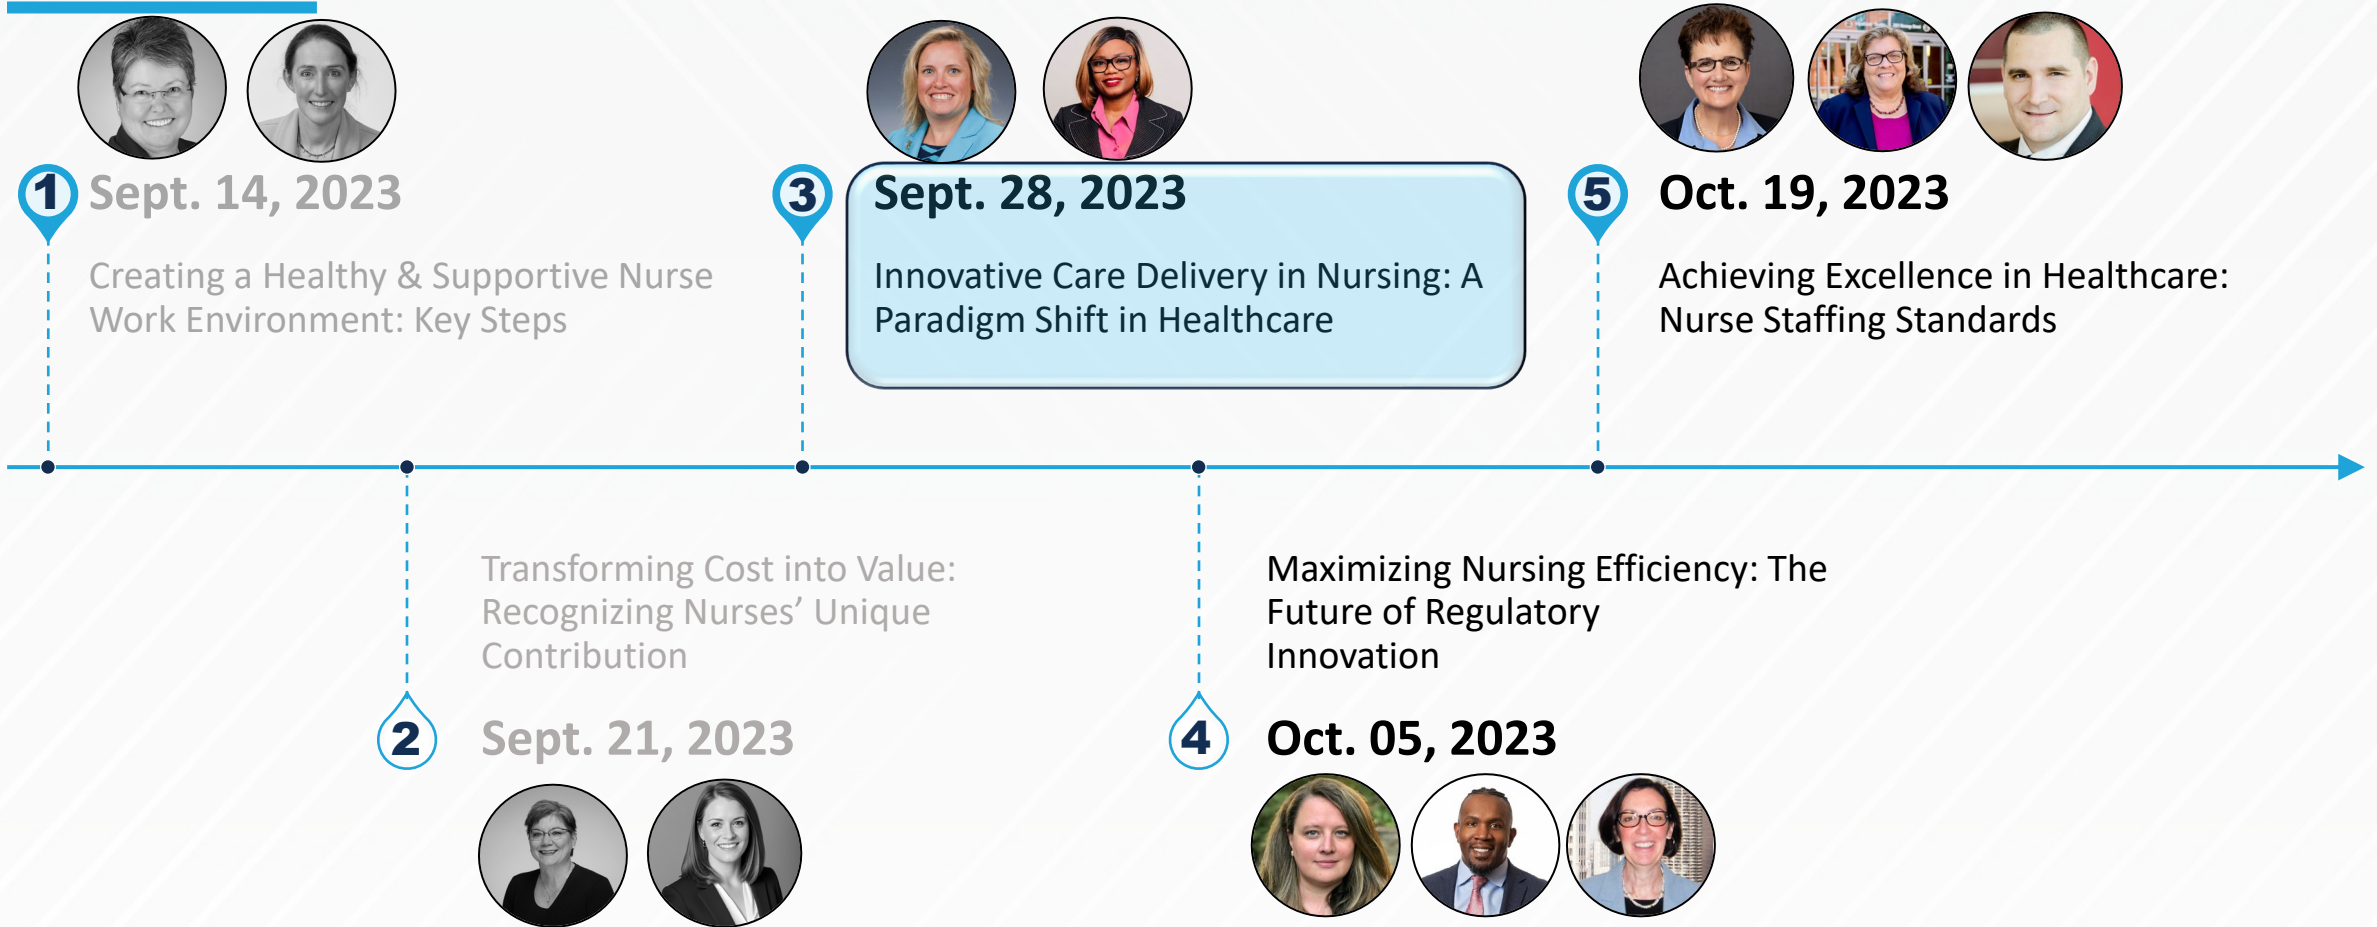 1
Sept. 14, 2023
Creating a Healthy & Supportive Nurse
Work Environment: Key Steps
3
Sept. 28, 2023
Innovative Care Delivery in Nursing: A
Paradigm Shift in Healthcare
5
Oct. 19, 2023
Achieving Excellence in Healthcare:
Nurse Staffing Standards
Transforming Cost into Value:
Recognizing Nurses’ Unique
Contribution
2
Sept. 21, 2023
Maximizing Nursing Efficiency: The
Future of Regulatory
Innovation
4
Oct. 05, 2023